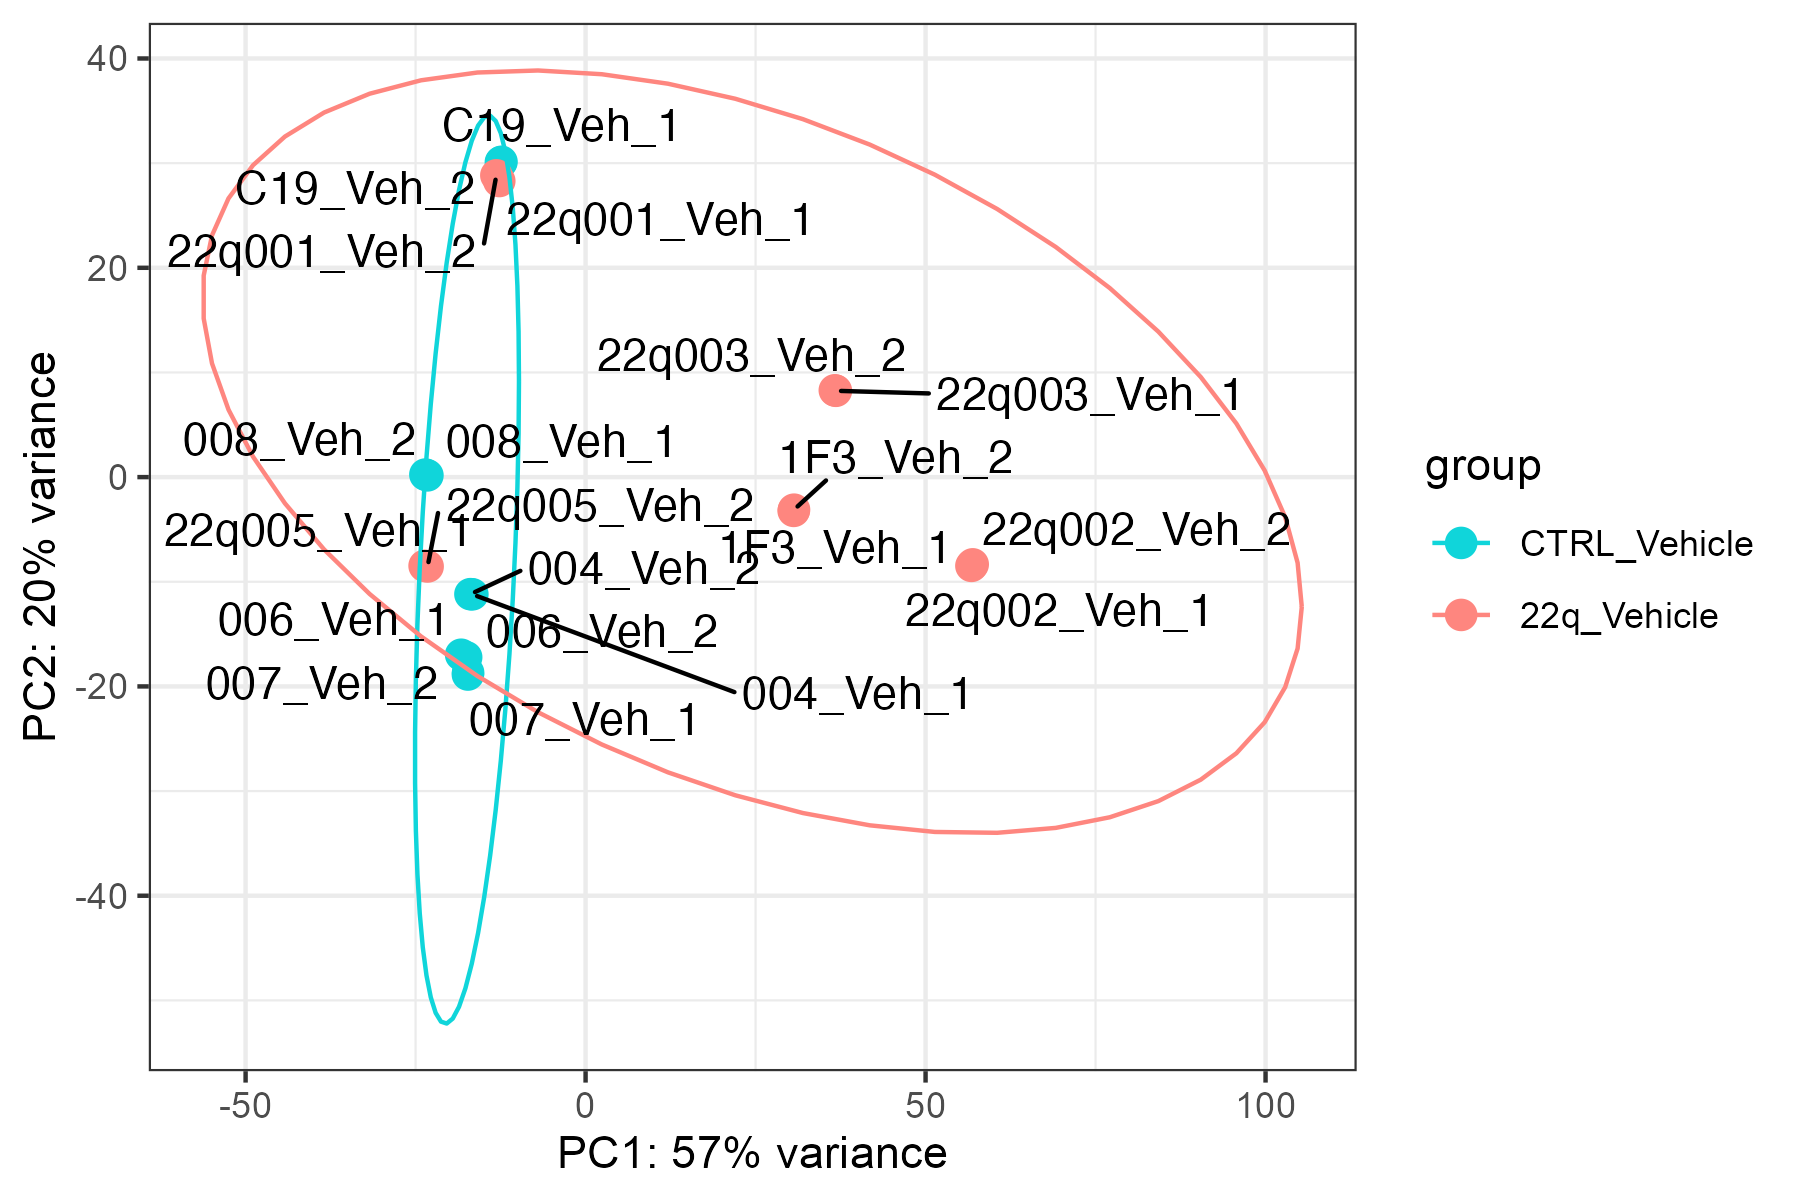 40
20
0
-20
-40
PC2: 20% variance
C19_Veh_1
C19_Veh_2
22q001_Veh_1
22q001_Veh_2
22q003_Veh_2
22q003_Veh_1
008_Veh_2
008_Veh_1
1F3_Veh_2
22q005_Veh_2
22q005_Veh_1
22q002_Veh_2
1F3_Veh_1
004_Veh_2
006_Veh_1
22q002_Veh_1
006_Veh_2
007_Veh_2
004_Veh_1
007_Veh_1
-50
0
50
100
PC1: 57% variance
group
CTRL_Vehicle
22q_Vehicle